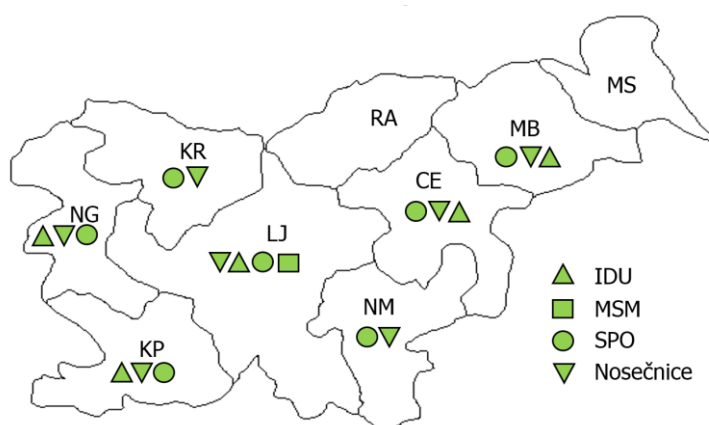 MS
RA
MB
KR
CE
NG
LJ
NM
KP
IDU
MSM
SPO
Nosečnice